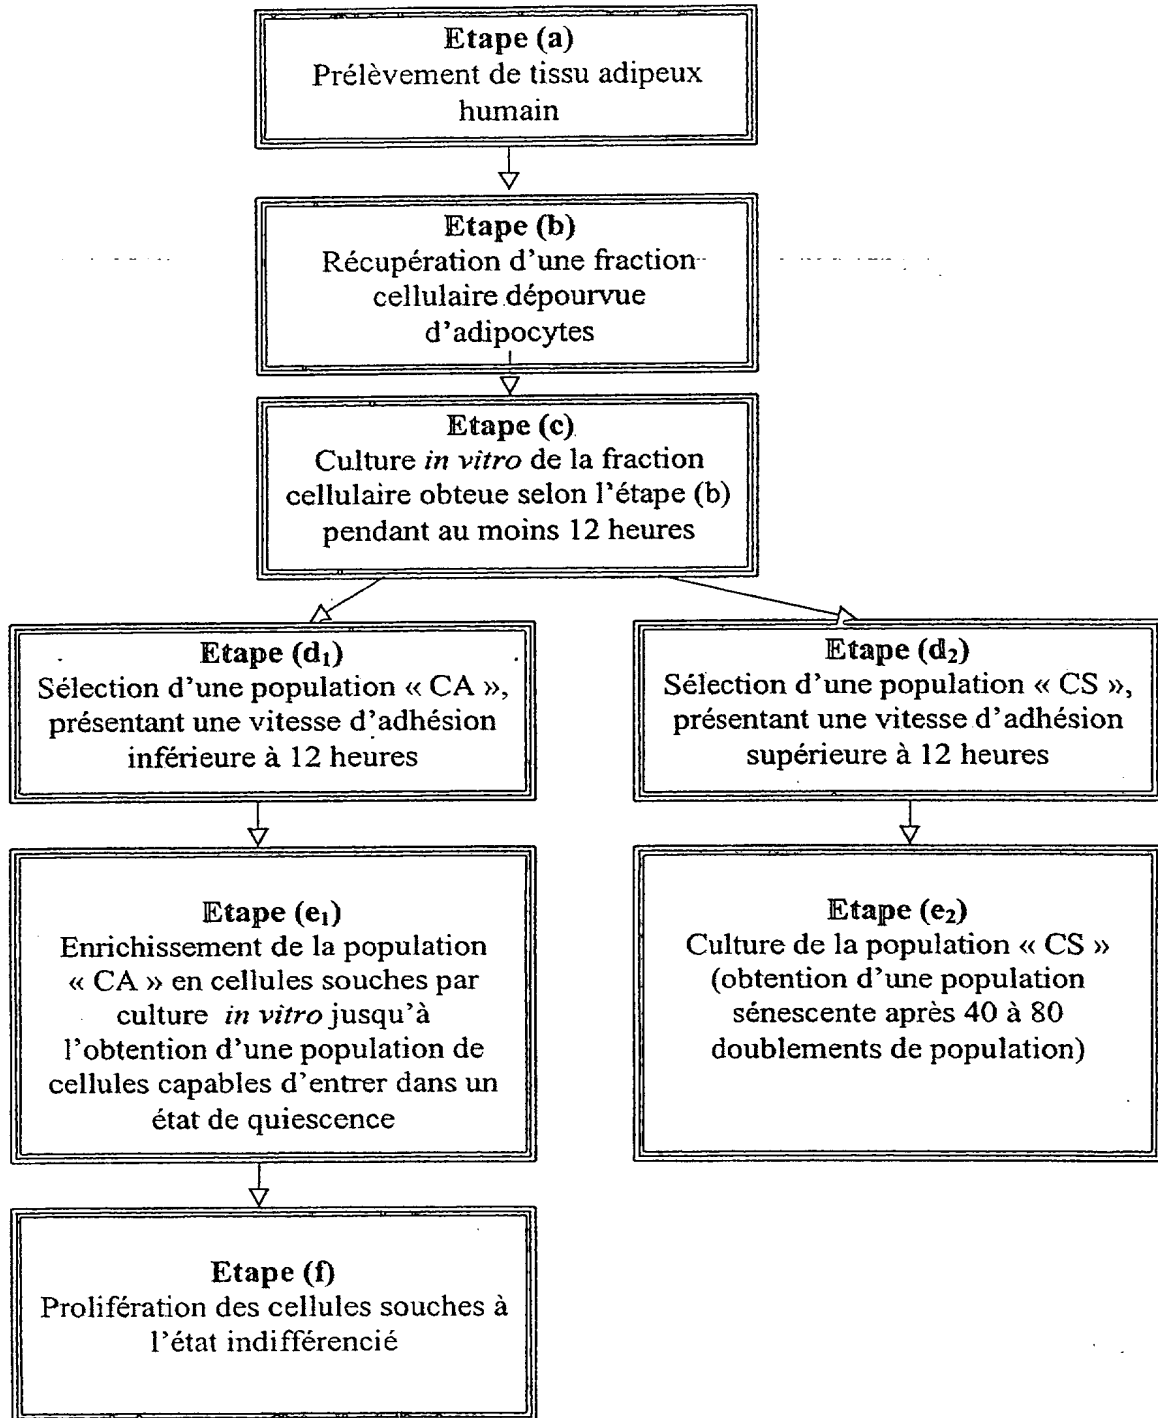 Etape (a)
Prélèvement de tissu adipeux
humain
Etape (b)
Récupération d'une fraction
cellulaire dépourvue
d'adipocytes
Etape (c)
Culture in vitro de la fraction
cellulaire obteue selon l'étape (b)
pendant au moins 12 heures
Etape (d₁)
Sélection d'une population « CA »,
présentant une vitesse d'adhésion
inférieure à 12 heures
Etape (d₂)
Sélection d'une population « CS »,
présentant une vitesse d'adhésion
supérieure à 12 heures
Etape (e₁)
Enrichissement de la population
« CA » en cellules souches par
culture in vitro jusqu'à
l'obtention d'une population de
cellules capables d'entrer dans un
état de quiescence
Etape (e₂)
Culture de la population « CS »
(obtention d'une population
sénescente après 40 à 80
doublements de population)
Etape (f)
Prolifération des cellules souches à
l'état indifférencié